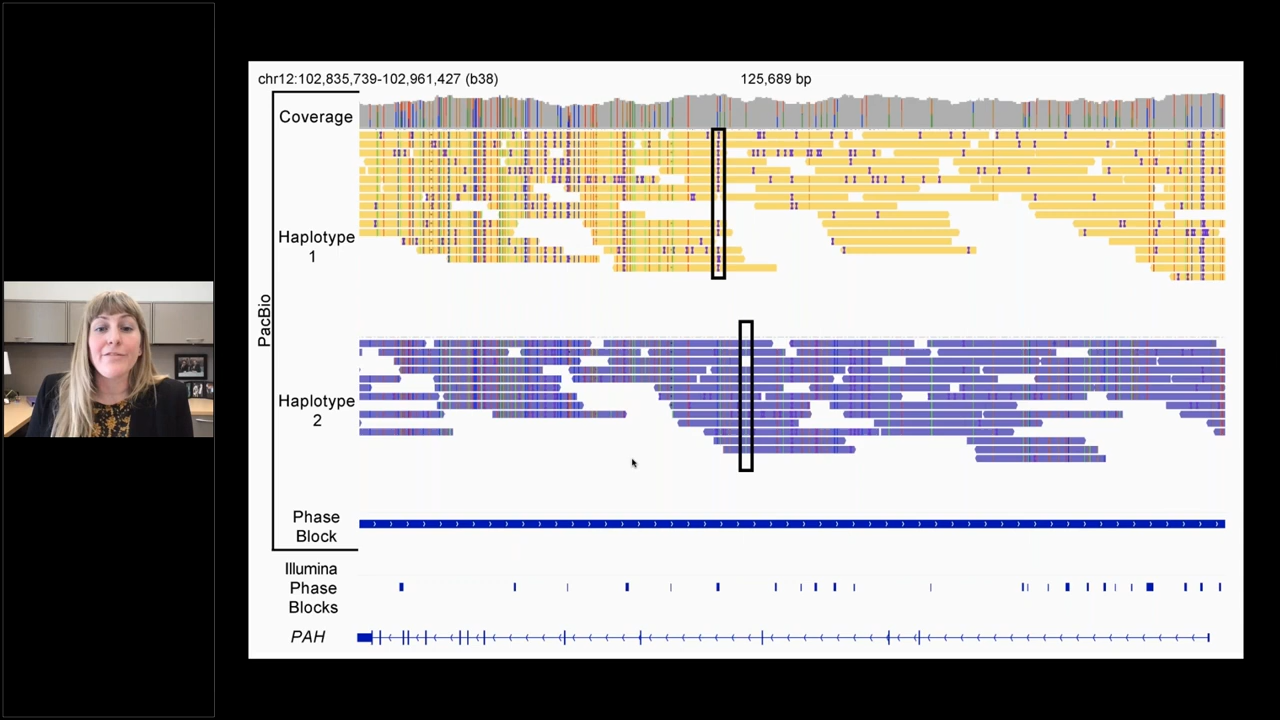 chr12:102,835,739-102,961,427 (b38)
125,689 bp
Coverage
Haplotype
1
PacBio
Haplotype
2
Phase
Block
Illumina
Phase
Blocks
PAH